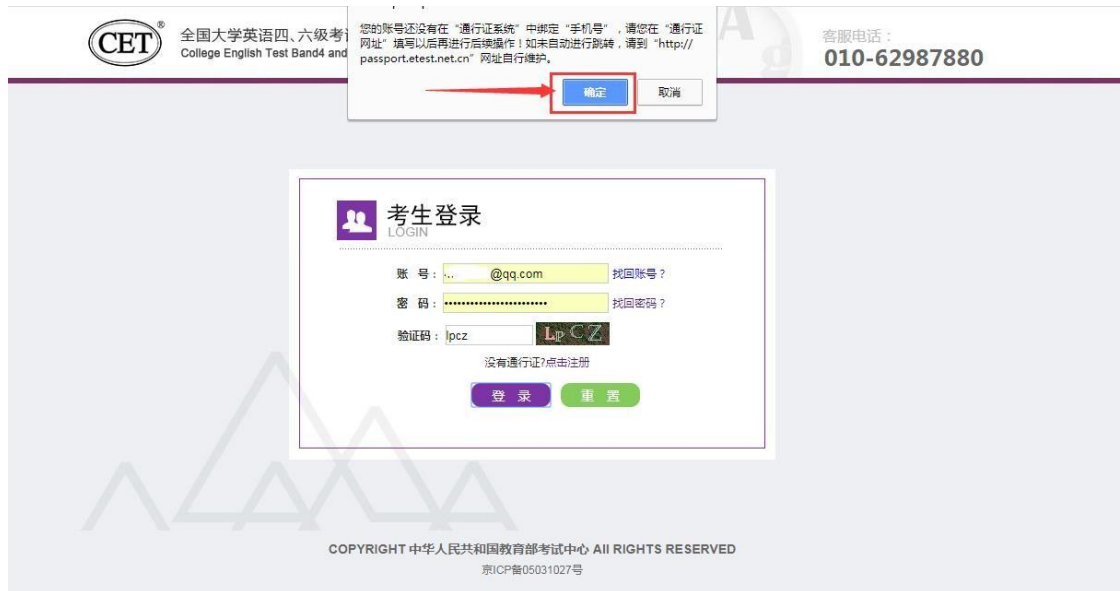 CET®
全国大学英语四、六级考
College English Test Band4 and
您的账号还没有在“通行证系统”中绑定“手机号”，请您在“通行证
网址”填写以后再进行后续操作！如未自动进行跳转，请到“http://
passport.etest.net.cn”网址自行维护。
确定 取消
客服电话：
010-62987880
考生登录
LOGIN
账 号： @qq.com 找回账号？
密 码： •••••••••••••••••••••••• 找回密码？
验证码： lpcz LPCZ
没有通行证?点击注册
登 录 重 置
COPYRIGHT 中华人民共和国教育部考试中心 All RIGHTS RESERVED
京ICP备05031027号